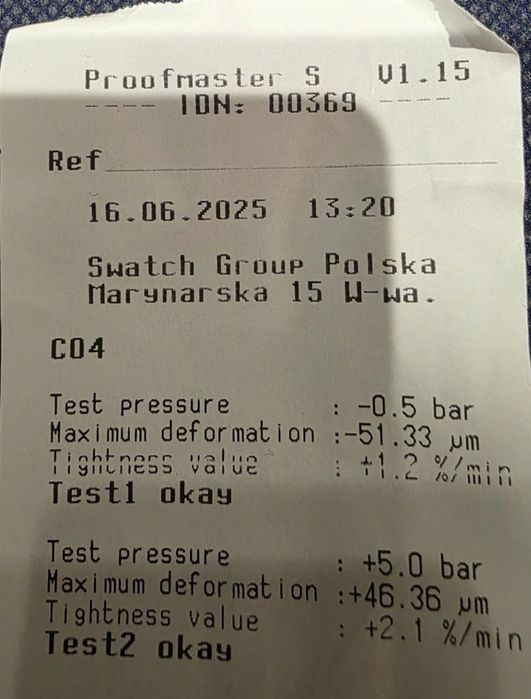 Proofmaster S V1.15
---- IDN: 00369 ----
Ref
16.06.2025 13:20
Swatch Group Polska
Marynarska 15 W-wa.
C04
Test pressure : -0.5 bar
Maximum deformation :-51.33 µm
Tightness value : +1.2 %/min
Test1 okay
Test pressure : +5.0 bar
Maximum deformation :+46.36 µm
Tightness value : +2.1 %/min
Test2 okay